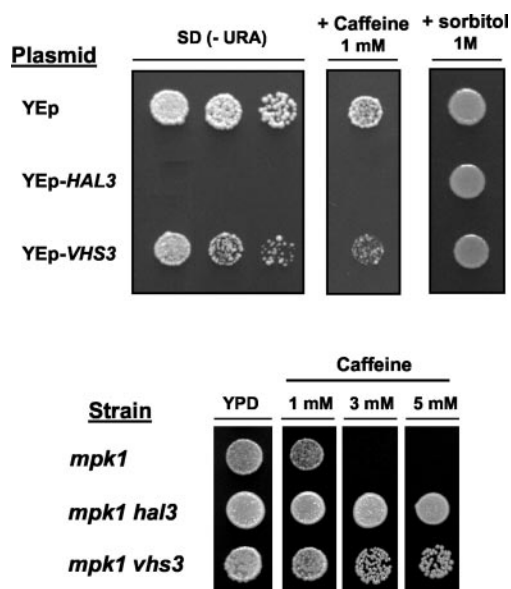 SD (- URA)
+ Caffeine
1 mM
+ sorbitol
1M
Plasmid
YEp
YEp-HAL3
YEp-VHS3
Caffeine
Strain
YPD
1 mM
3 mM
5 mM
mpk1
mpk1 hal3
mpk1 vhs3